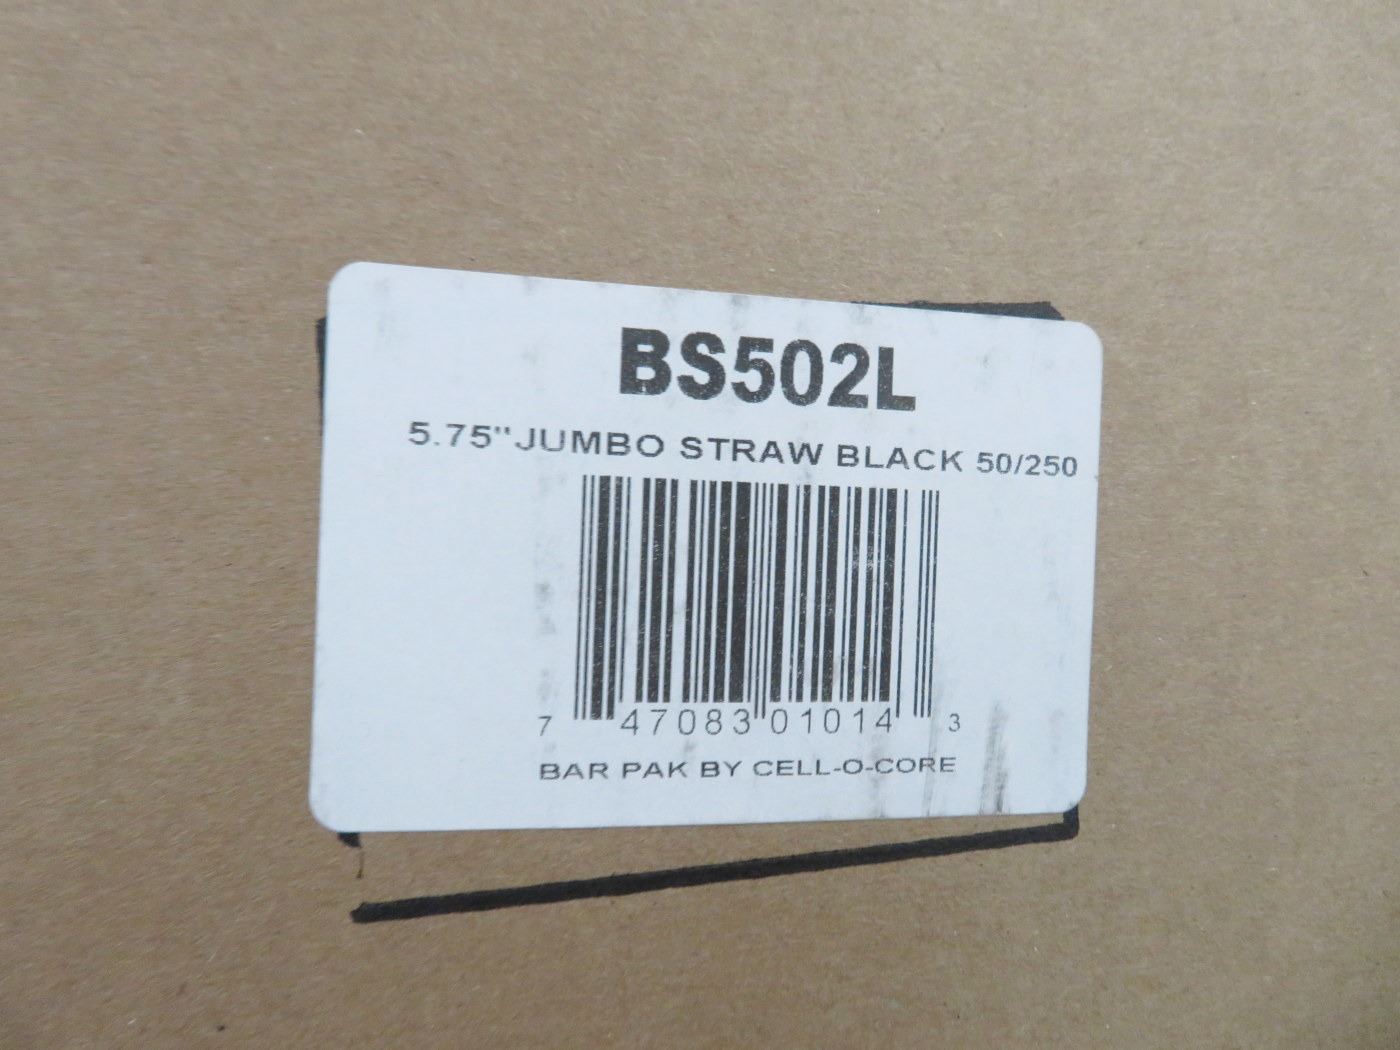 BS502L
5.75"JUMBO STRAW BLACK 50/250
7 47083 01014 3
BAR PAK BY CELL-O-CORE